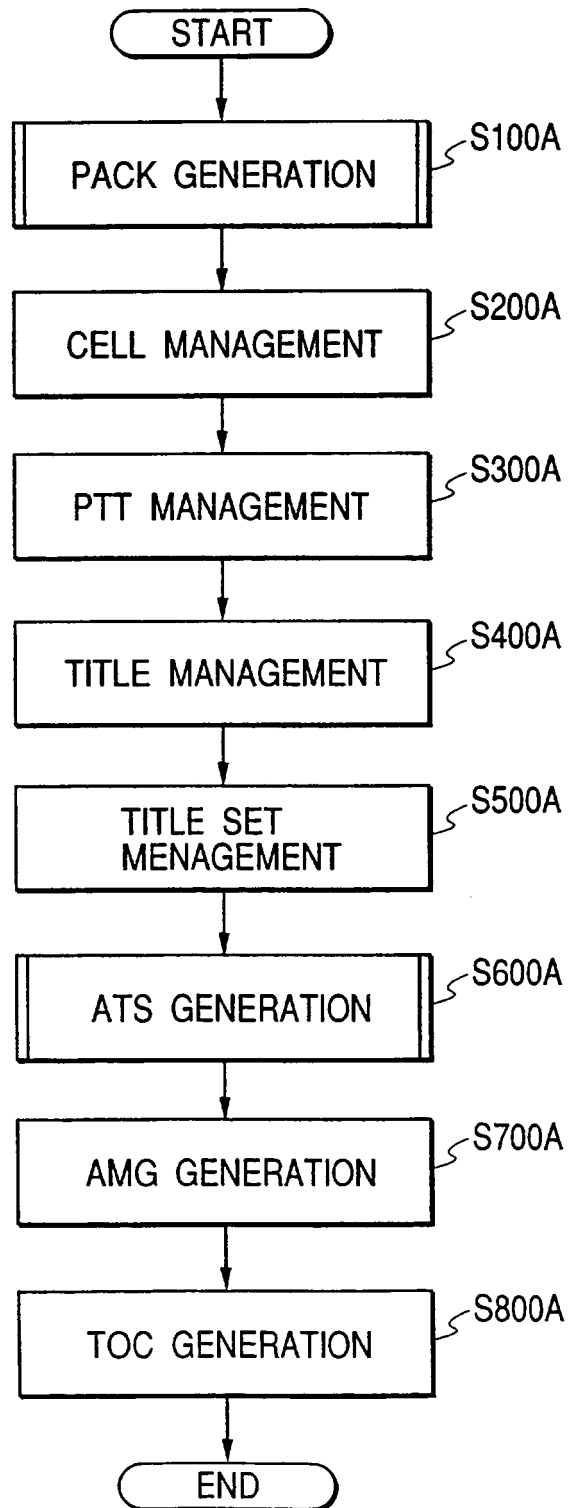 START
PACK GENERATION
S100A
CELL MANAGEMENT
S200A
PTT MANAGEMENT
S300A
TITLE MANAGEMENT
S400A
TITLE SET
MENAGEMENT
S500A
ATS GENERATION
S600A
AMG GENERATION
S700A
TOC GENERATION
S800A
END